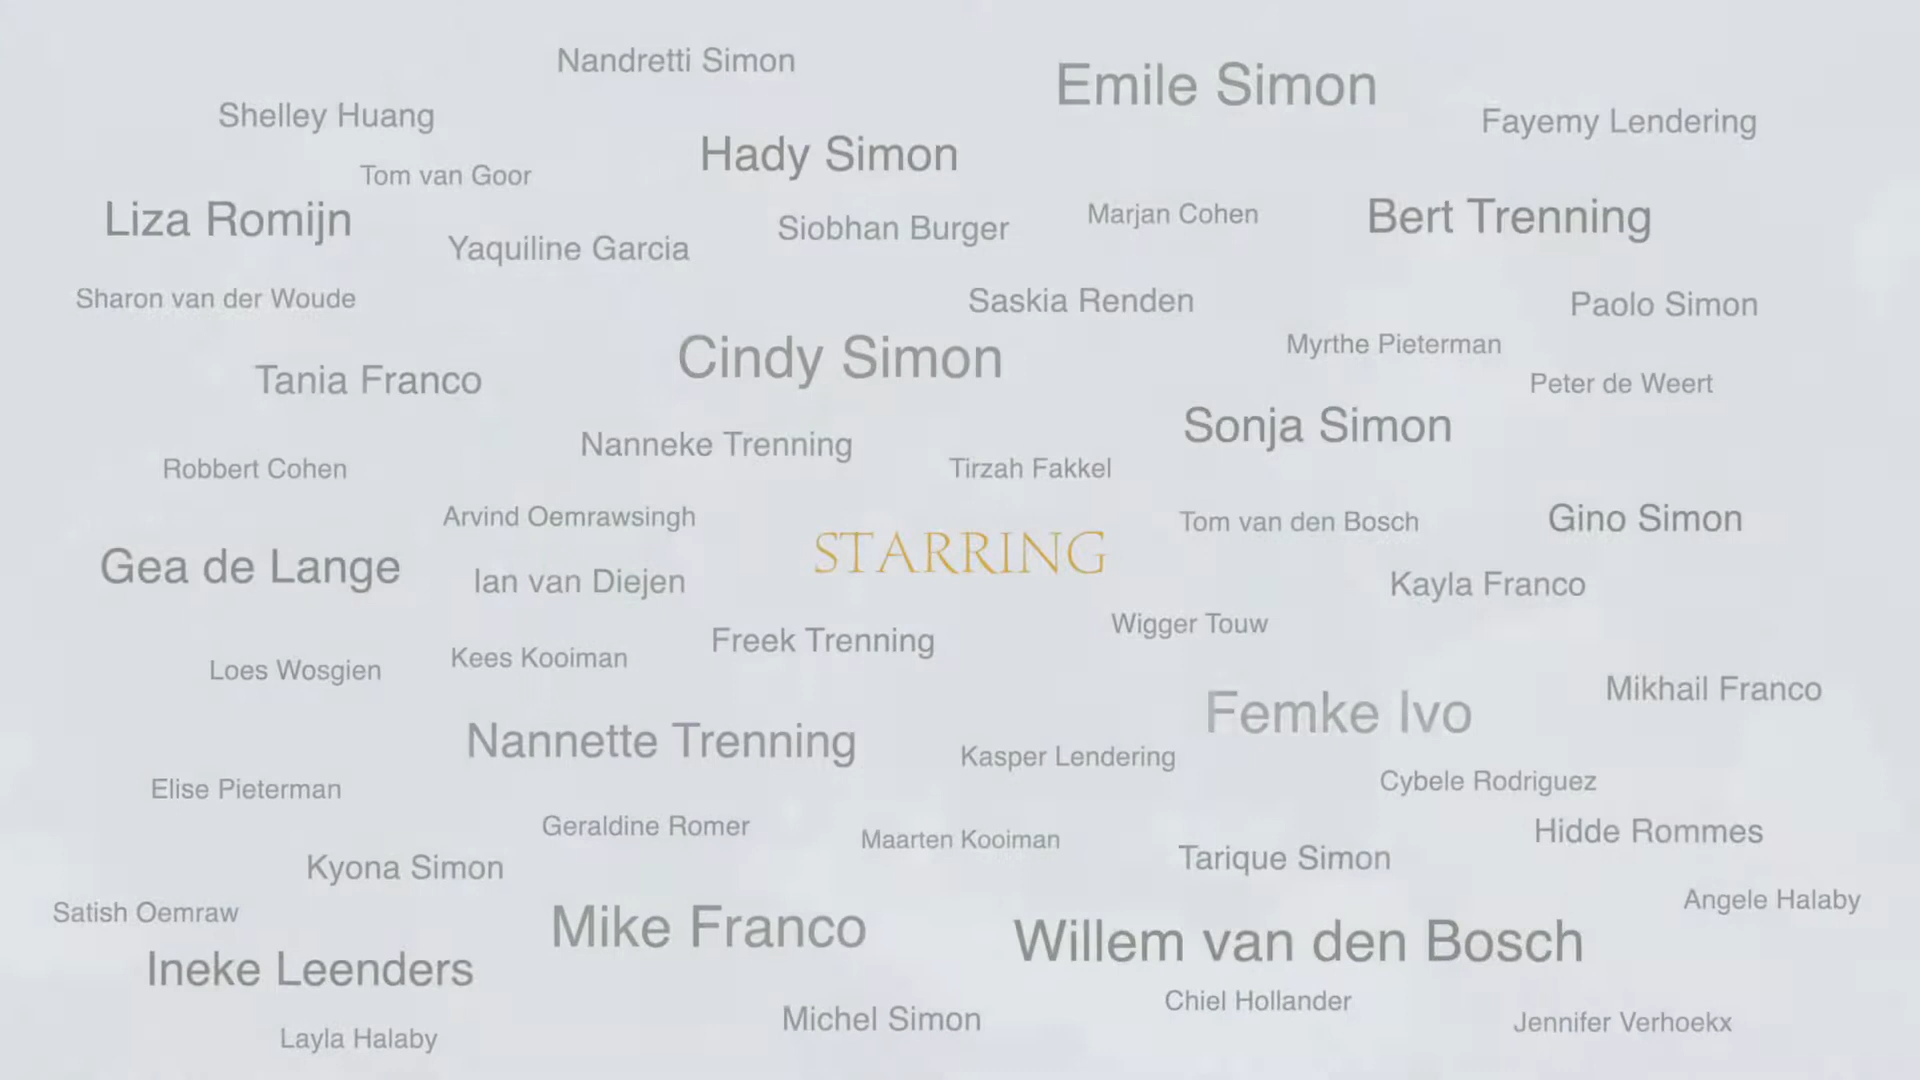 Nandretti Simon
Emile Simon
Shelley Huang
Fayemy Lendering
Hady Simon
Tom van Goor
Liza Romijn
Siobhan Burger
Marjan Cohen
Bert Trenning
Yaquiline Garcia
Sharon van der Woude
Saskia Renden
Paolo Simon
Cindy Simon
Myrthe Pieterman
Tania Franco
Peter de Weert
Sonja Simon
Nanneke Trenning
Robbert Cohen
Tirzah Fakkel
Arvind Oemrawsingh
Tom van den Bosch
Gino Simon
STARRING
Gea de Lange
Ian van Diejen
Kayla Franco
Wigger Touw
Freek Trenning
Loes Wosgien
Kees Kooiman
Mikhail Franco
Femke Ivo
Nannette Trenning
Kasper Lendering
Elise Pieterman
Cybele Rodriguez
Geraldine Romer
Maarten Kooiman
Hidde Rommes
Kyona Simon
Tarique Simon
Angele Halaby
Satish Oemraw
Mike Franco
Willem van den Bosch
Ineke Leenders
Chiel Hollander
Michel Simon
Jennifer Verhoekx
Layla Halaby